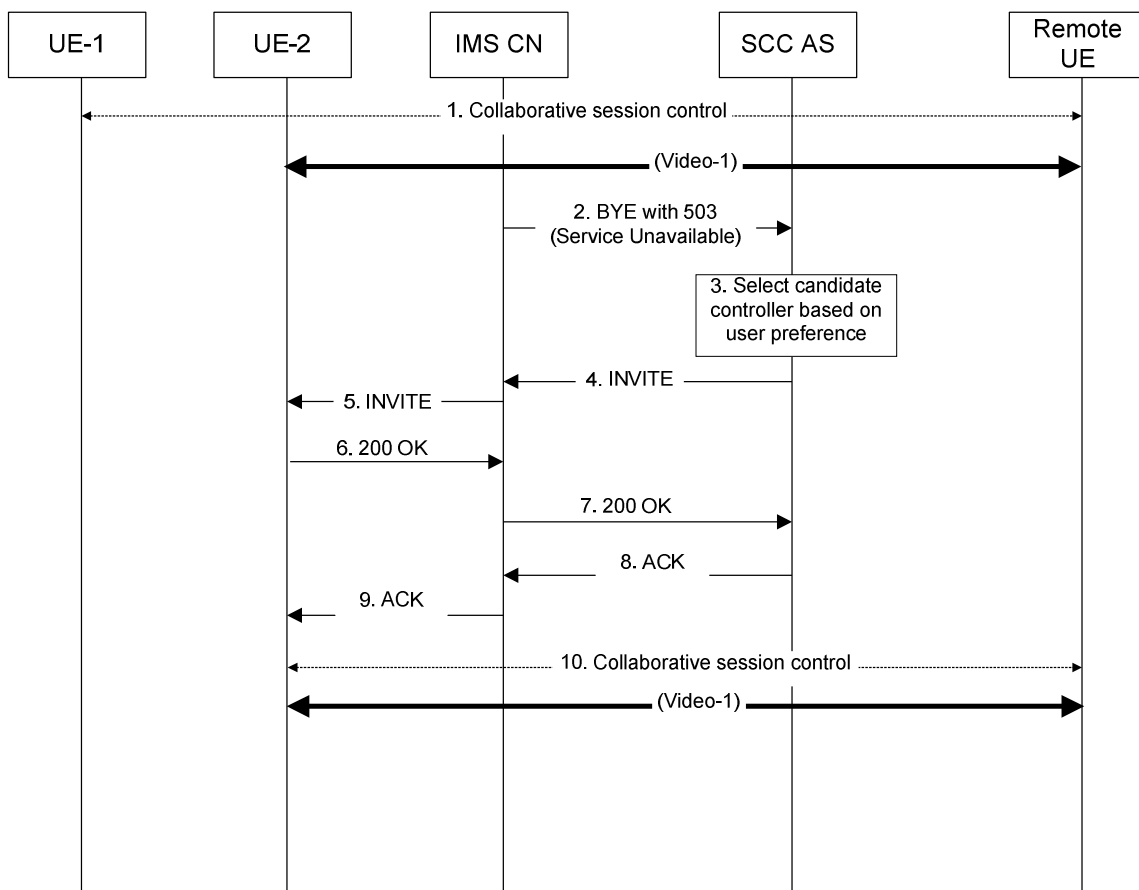 UE-1
UE-2
IMS CN
SCC AS
Remote
UE
1. Collaborative session control
(Video-1)
2. BYE with 503
(Service Unavailable)
3. Select candidate
controller based on
user preference
4. INVITE
5. INVITE
6. 200 OK
7. 200 OK
8. ACK
9. ACK
10. Collaborative session control
(Video-1)